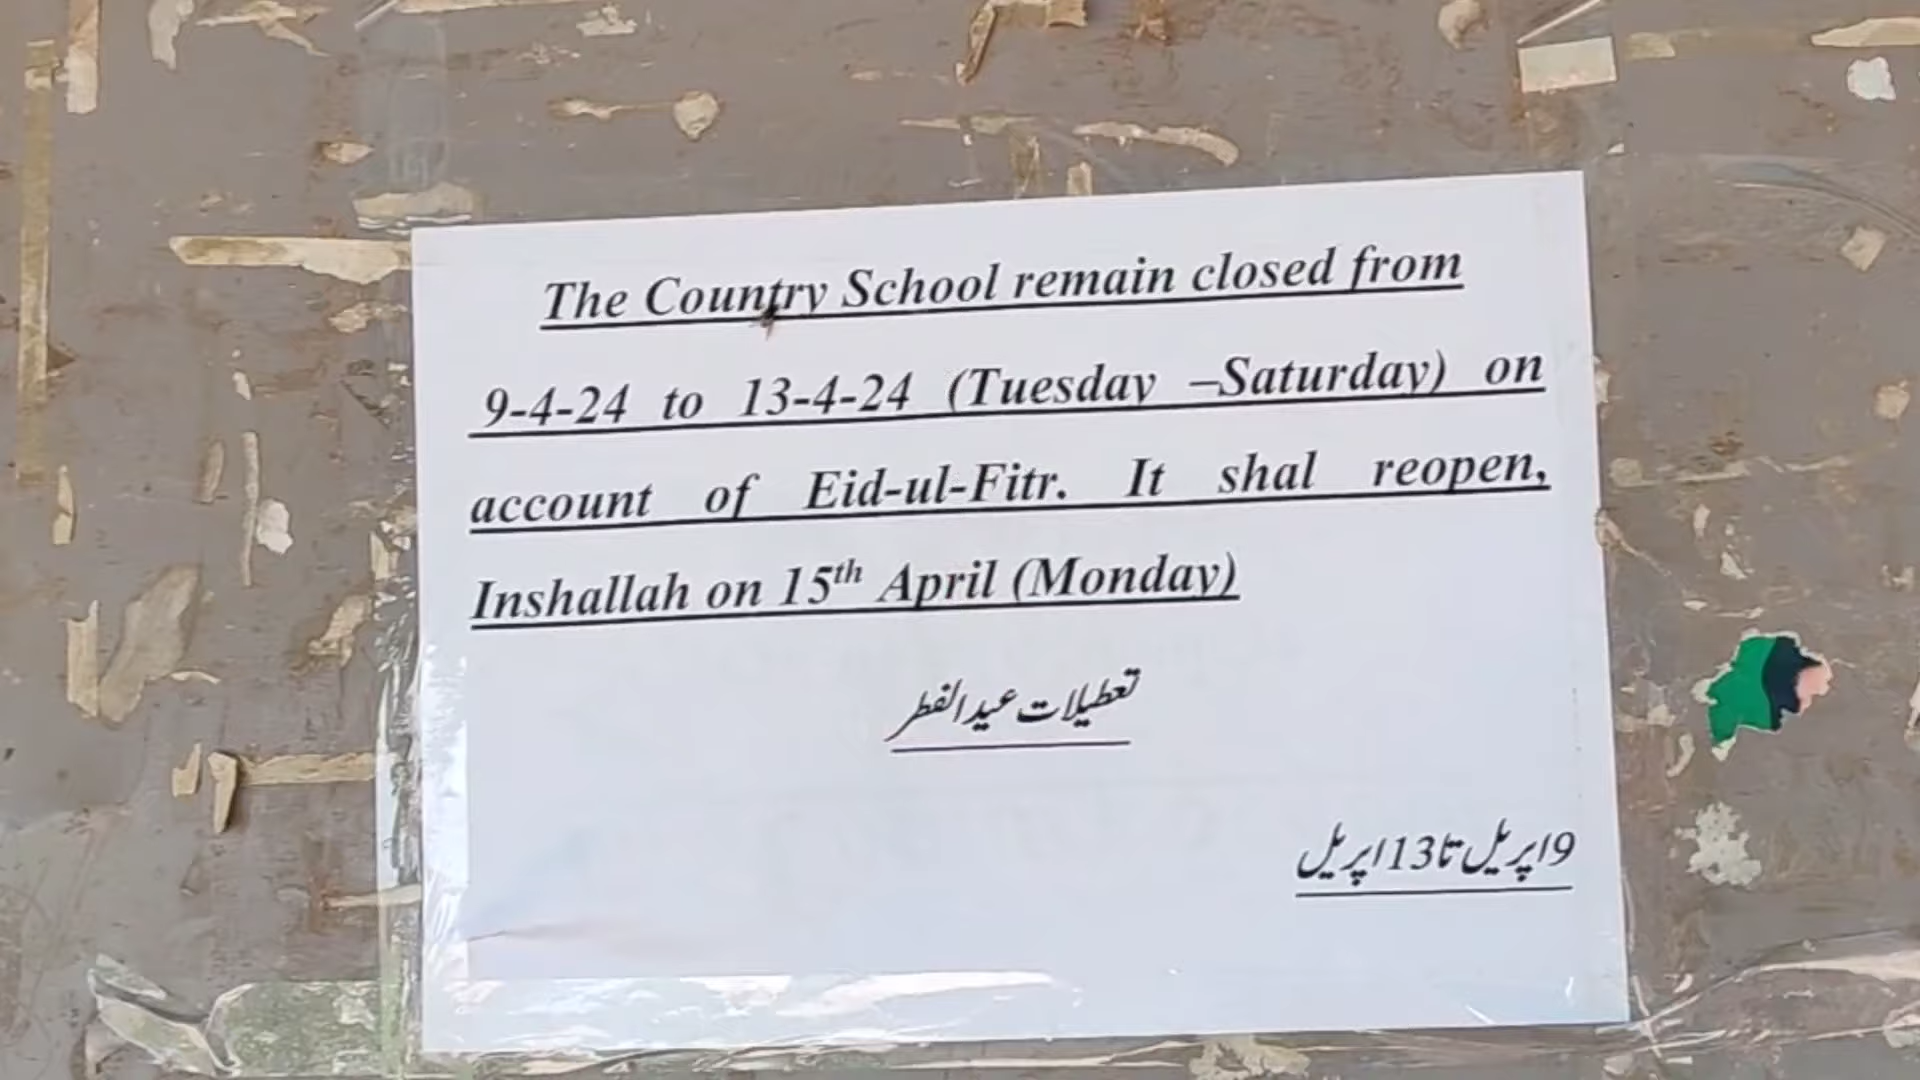 The Country School remain closed from
9-4-24 to 13-4-24 (Tuesday –Saturday) on
account of Eid-ul-Fitr. It shal reopen,
Inshallah on 15th April (Monday)
تعطیلات عیدالفطر
9اپریل تا13اپریل